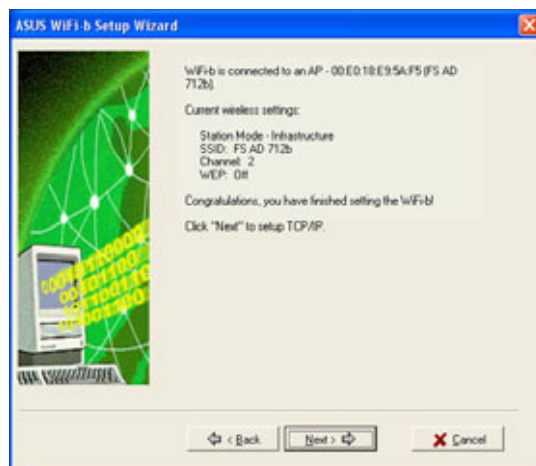 ASUS WiFi-b Setup Wizard
WiFi-b is connected to an AP - 00:E0:18:E9:5A:F5 (FS AD
712b).
Current wireless settings:
Station Mode - Infrastructure
SSID: FS AD 712b
Channel: 2
WEP: Off
Congratulations, you have finished setting the WiFi-b!
Click "Next" to setup TCP/IP.
< Back
Next >
Cancel